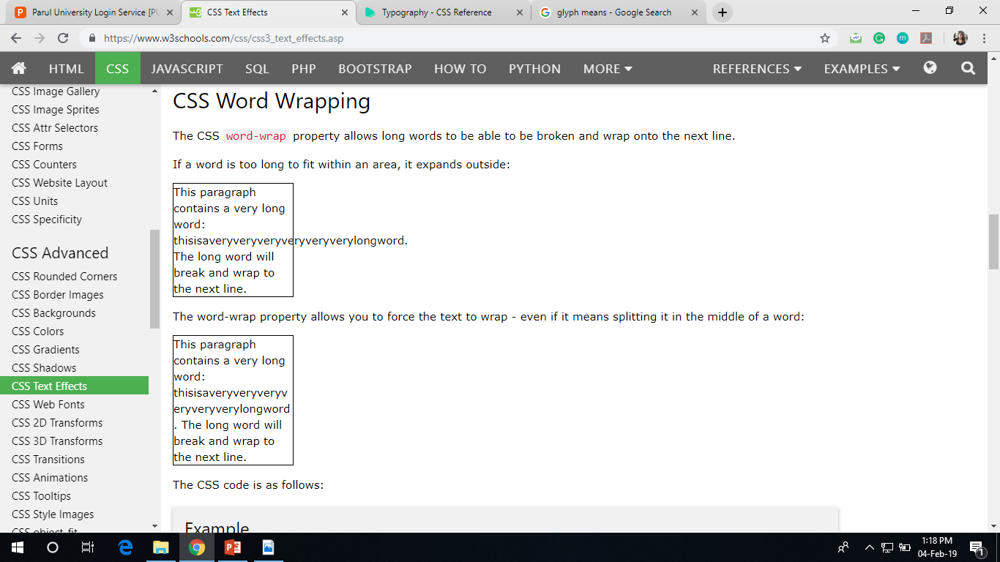 Parul University Login Service [PU
CSS Text Effects
Typography - CSS Reference
glyph means - Google Search
https://www.w3schools.com/css/css3_text_effects.asp
HTML CSS JAVASCRIPT SQL PHP BOOTSTRAP HOW TO PYTHON MORE REFERENCES EXAMPLES
CSS Image Gallery
CSS Image Sprites
CSS Attr Selectors
CSS Forms
CSS Counters
CSS Website Layout
CSS Units
CSS Specificity
CSS Advanced
CSS Rounded Corners
CSS Border Images
CSS Backgrounds
CSS Colors
CSS Gradients
CSS Shadows
CSS Text Effects
CSS Web Fonts
CSS 2D Transforms
CSS 3D Transforms
CSS Transitions
CSS Animations
CSS Tooltips
CSS Style Images
CSS object-fit
CSS Word Wrapping
The CSS word-wrap property allows long words to be able to be broken and wrap onto the next line.
If a word is too long to fit within an area, it expands outside:
This paragraph
contains a very long
word:
thisisaveryveryveryveryveryverylongword.
The long word will
break and wrap to
the next line.
The word-wrap property allows you to force the text to wrap - even if it means splitting it in the middle of a word:
This paragraph
contains a very long
word:
thisisaveryveryveryv
eryveryverylongword
. The long word will
break and wrap to
the next line.
The CSS code is as follows:
Example
1:18 PM
04-Feb-19
1